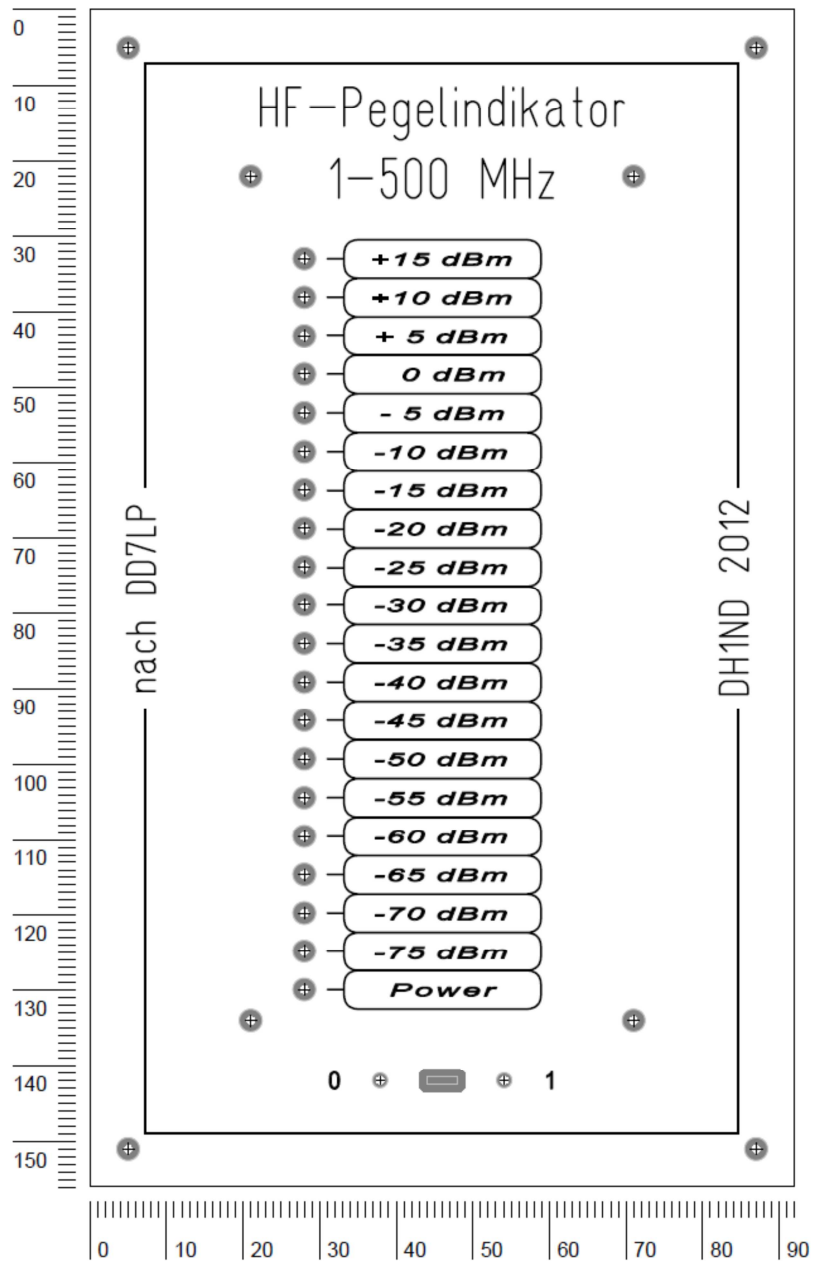 HF-Pegelindikator
1-500 MHz
+15 dBm
+10 dBm
+ 5 dBm
0 dBm
- 5 dBm
-10 dBm
-15 dBm
-20 dBm
-25 dBm
-30 dBm
-35 dBm
-40 dBm
-45 dBm
-50 dBm
-55 dBm
-60 dBm
-65 dBm
-70 dBm
-75 dBm
Power
0 1
nach DD7LP
DH1ND 2012
0
10
20
30
40
50
60
70
80
90
100
110
120
130
140
150
0 10 20 30 40 50 60 70 80 90